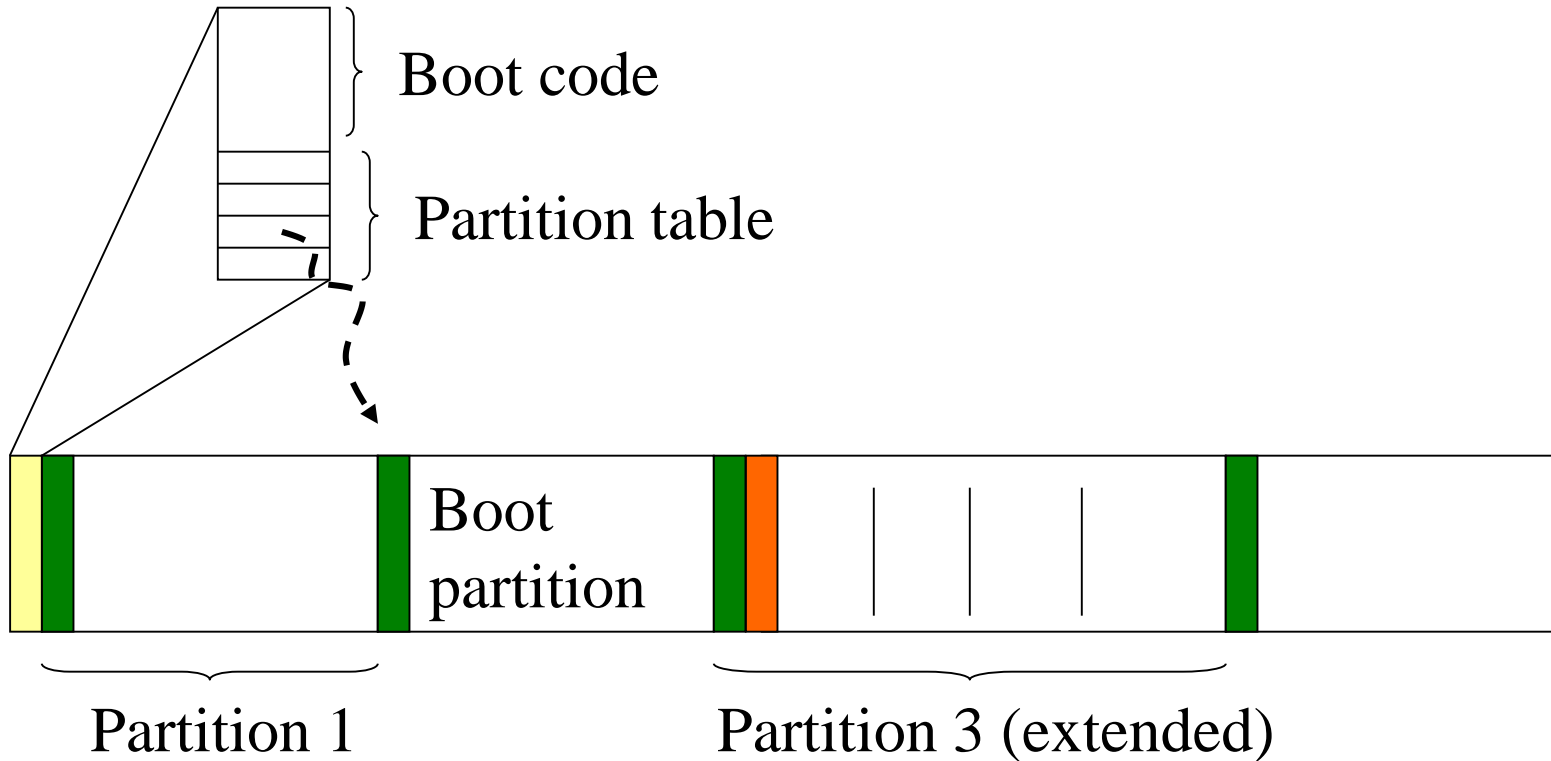 Boot code
Partition table
Boot
partition
Partition 1
Partition 3 (extended)